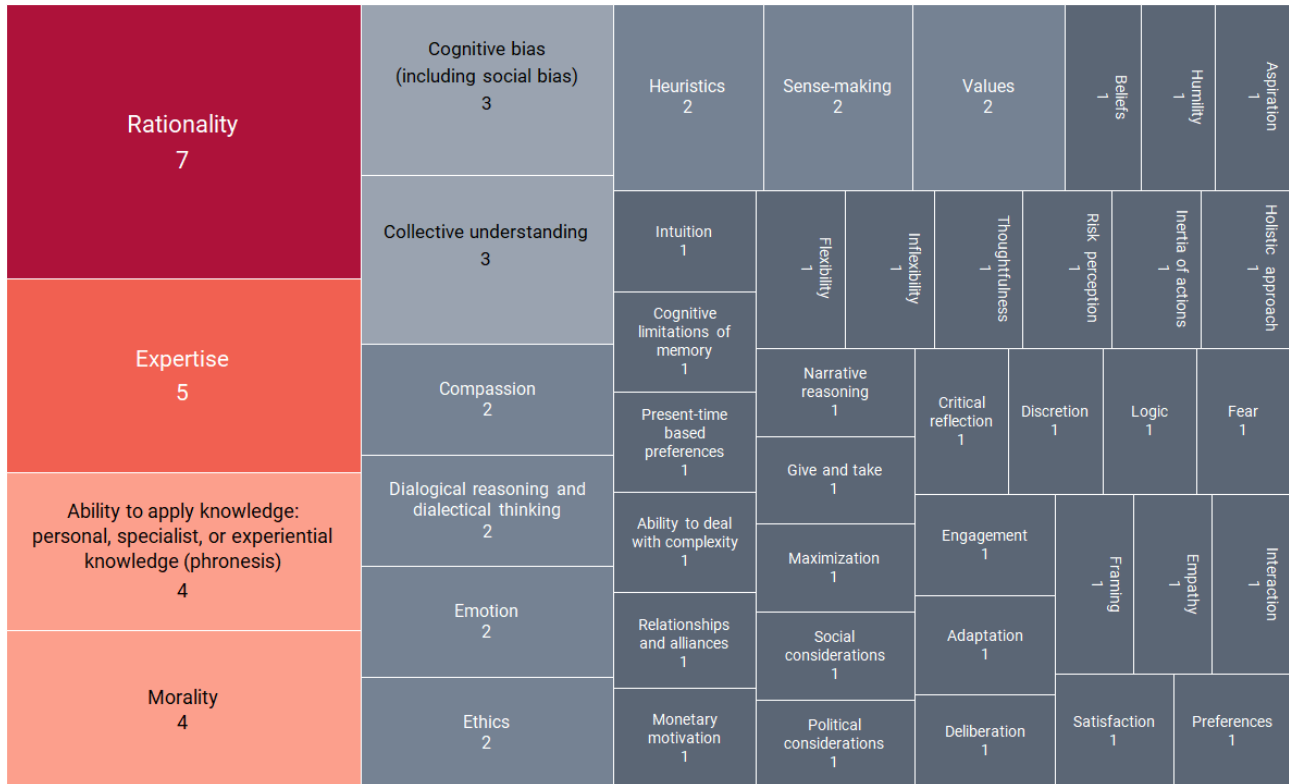 Rationality
7
Expertise
5
Ability to apply knowledge:
personal, specialist, or experiential
knowledge (phronesis)
4
Morality
4
Cognitive bias
(including social bias)
3
Collective understanding
3
Compassion
2
Dialogical reasoning and
dialectical thinking
2
Emotion
2
Ethics
2
Heuristics
2
Sense-making
2
Values
2
Beliefs
1
Humility
1
Aspiration
1
Intuition
1
Cognitive
limitations of
memory
1
Present-time
based
preferences
1
Ability to deal
with complexity
1
Relationships
and alliances
1
Monetary
motivation
1
Flexibility
1
Inflexibility
1
Thoughtfulness
1
Risk perception
1
Inertia of actions
1
Holistic approach
1
Narrative
reasoning
1
Give and take
1
Maximization
1
Social
considerations
1
Political
considerations
1
Critical
reflection
1
Discretion
1
Logic
1
Fear
1
Engagement
1
Adaptation
1
Deliberation
1
Framing
1
Empathy
1
Interaction
1
Satisfaction
1
Preferences
1